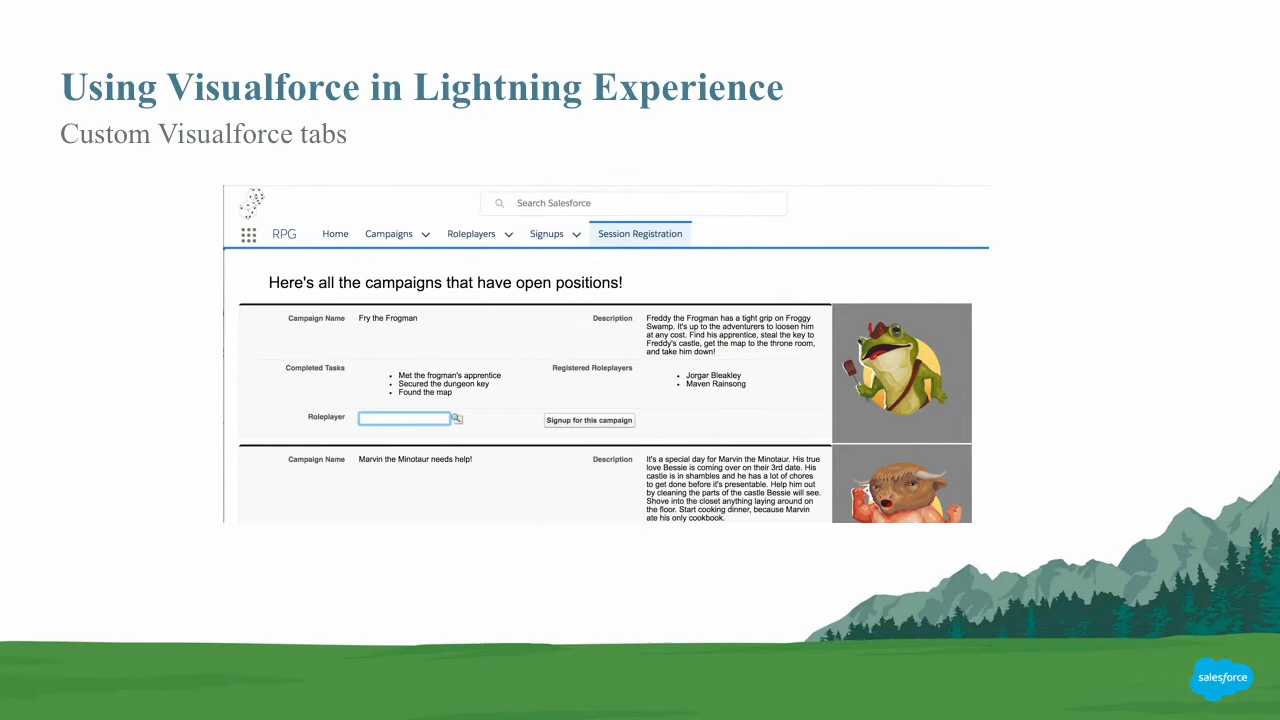 Using Visualforce in Lightning Experience
Custom Visualforce tabs
Search Salesforce
RPG Home Campaigns Roleplayers Signups Session Registration
Here's all the campaigns that have open positions!
Campaign Name Fry the Frogman
Description Freddy the Frogman has a tight grip on Froggy
Swamp. It's up to the adventurers to loosen him
at any cost. Find his apprentice, steal the key to
Freddy's castle, get the map to the throne room,
and take him down!
Completed Tasks
• Met the frogman's apprentice
• Secured the dungeon key
• Found the map
Registered Roleplayers
• Jorgar Bleakley
• Maven Rainsong
Roleplayer Signup for this campaign
Campaign Name Marvin the Minotaur needs help!
Description It's a special day for Marvin the Minotaur. His true
love Bessie is coming over on their 3rd date. His
castle is in shambles and he has a lot of chores
to get done before it's presentable. Help him out
by cleaning the parts of the castle Bessie will see.
Shove into the closet anything laying around on
the floor. Start cooking dinner, because Marvin
ate his only cookbook.
salesforce